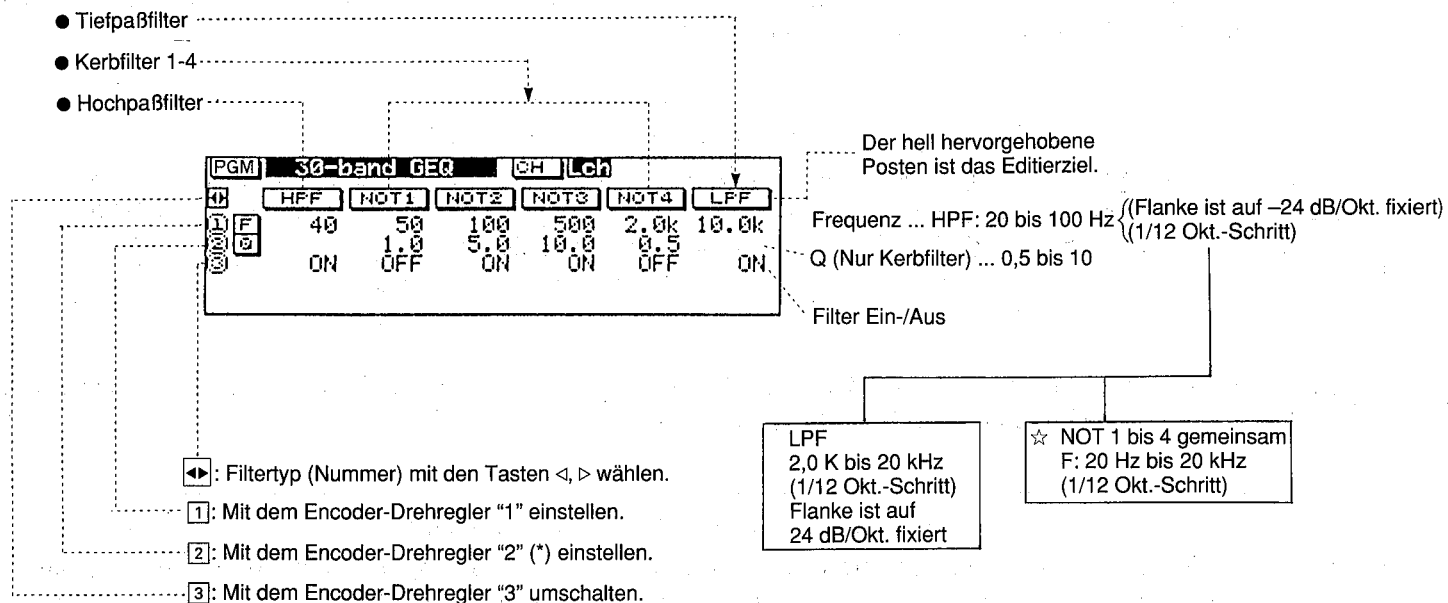 ● Tiefpaßfilter
● Kerbfilter 1-4
● Hochpaßfilter
PGM 30-band GEQ CH Lch
◂▸ HPF NOT1 NOT2 NOT3 NOT4 LPF
1 F 40 50 100 500 2.0k 10.0k
2 Q 1.0 5.0 10.0 0.5
3 ON OFF ON ON OFF ON
Der hell hervorgehobene
Posten ist das Editierziel.
Frequenz ... HPF: 20 bis 100 Hz
((Flanke ist auf –24 dB/Okt. fixiert)
((1/12 Okt.-Schritt)
Q (Nur Kerbfilter) ... 0,5 bis 10
Filter Ein-/Aus
LPF
2,0 K bis 20 kHz
(1/12 Okt.-Schritt)
Flanke ist auf
24 dB/Okt. fixiert
☆ NOT 1 bis 4 gemeinsam
F: 20 Hz bis 20 kHz
(1/12 Okt.-Schritt)
◂▸: Filtertyp (Nummer) mit den Tasten ◁, ▷ wählen.
1: Mit dem Encoder-Drehregler “1” einstellen.
2: Mit dem Encoder-Drehregler “2” (*) einstellen.
3: Mit dem Encoder-Drehregler “3” umschalten.